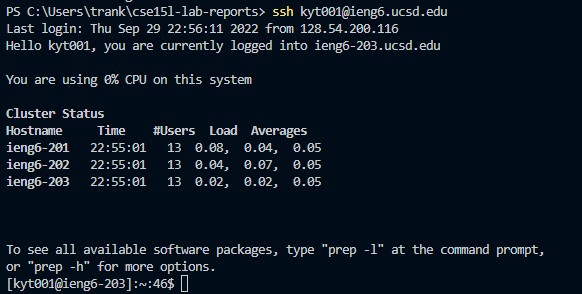 PS C:\Users\trank\cse15l-lab-reports> ssh kyt001@ieng6.ucsd.edu
Last login: Thu Sep 29 22:56:11 2022 from 128.54.200.116
Hello kyt001, you are currently logged into ieng6-203.ucsd.edu
You are using 0% CPU on this system
Cluster Status
Hostname     Time    #Users  Load  Averages
ieng6-201   22:55:01   13  0.08,  0.04,  0.05
ieng6-202   22:55:01   13  0.04,  0.07,  0.05
ieng6-203   22:55:01   13  0.02,  0.02,  0.05
To see all available software packages, type "prep -l" at the command prompt,
or "prep -h" for more options.
[kyt001@ieng6-203]:~:46$